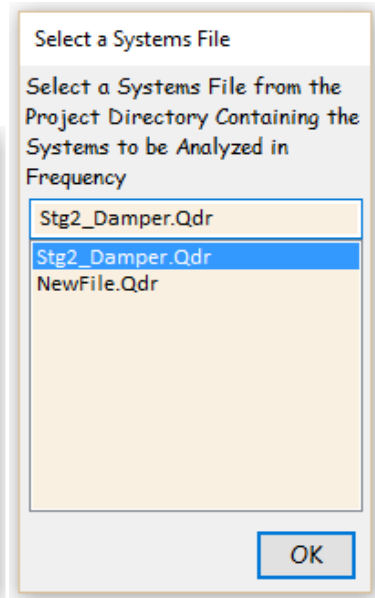 Select a Systems File
Select a Systems File from the
Project Directory Containing the
Systems to be Analyzed in
Frequency
Stg2_Damper.Qdr
Stg2_Damper.Qdr
NewFile.Qdr
OK